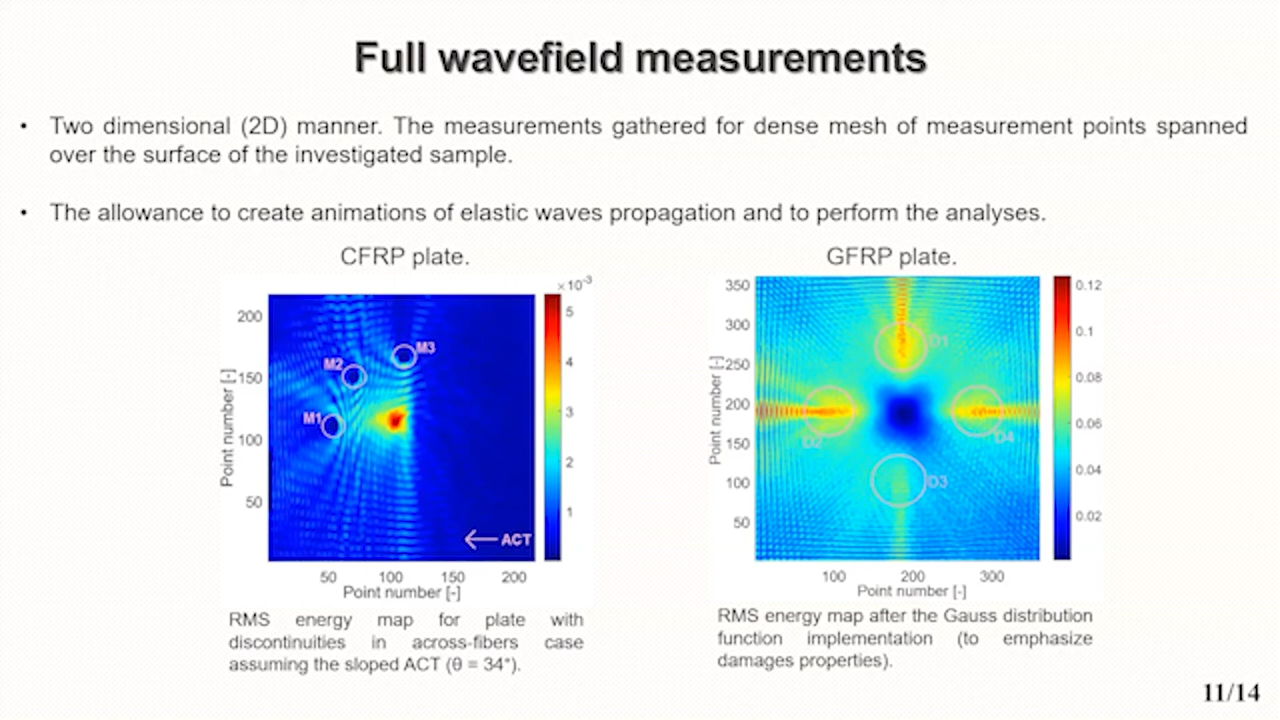 Full wavefield measurements
• Two dimensional (2D) manner. The measurements gathered for dense mesh of measurement points spanned
over the surface of the investigated sample.
• The allowance to create animations of elastic waves propagation and to perform the analyses.
CFRP plate.
×10⁻³
200
150
100
50
Point number [-]
M1
M2
M3
ACT
5
4
3
2
1
50 100 150 200
Point number [-]
RMS energy map for plate with
discontinuities in across-fibers case
assuming the sloped ACT (θ = 34°).
GFRP plate.
350
300
250
200
150
100
50
Point number [-]
D1
D2
D3
D4
0.12
0.1
0.08
0.06
0.04
0.02
100 200 300
Point number [-]
RMS energy map after the Gauss distribution
function implementation (to emphasize
damages properties).
11/14